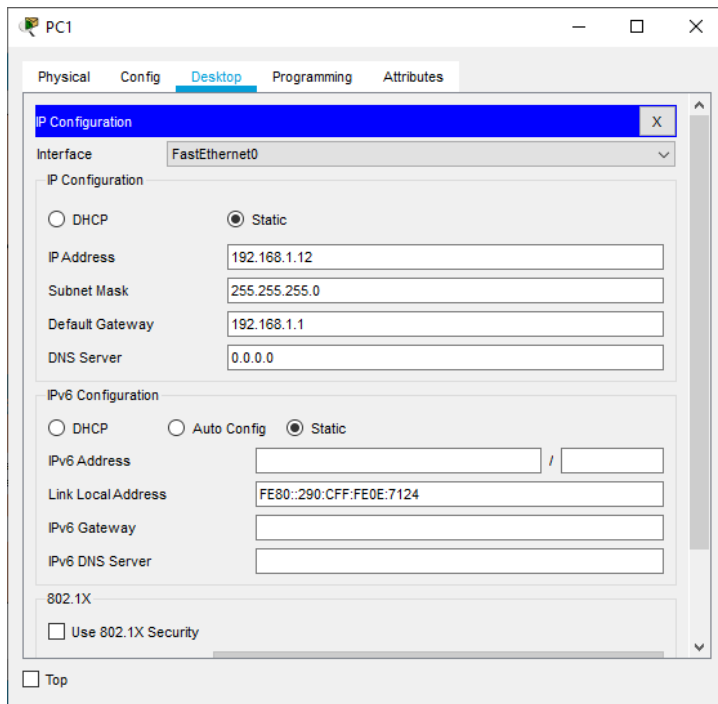 PC1
Physical Config Desktop Programming Attributes
IP Configuration X
Interface FastEthernet0
IP Configuration
DHCP Static
IP Address 192.168.1.12
Subnet Mask 255.255.255.0
Default Gateway 192.168.1.1
DNS Server 0.0.0.0
IPv6 Configuration
DHCP Auto Config Static
IPv6 Address /
Link Local Address FE80::290:CFF:FE0E:7124
IPv6 Gateway
IPv6 DNS Server
802.1X
Use 802.1X Security
Top